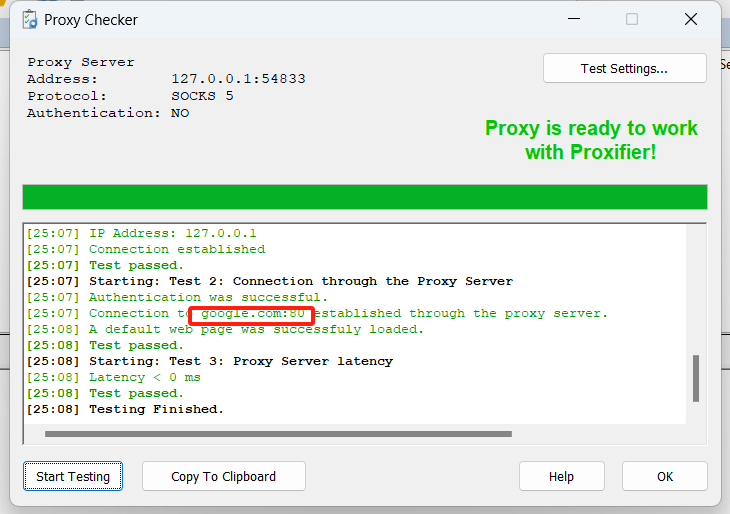 Proxy Checker
Proxy Server
Address: 127.0.0.1:54833
Protocol: SOCKS 5
Authentication: NO
Test Settings...
Se
Proxy is ready to work
with Proxifier!
[25:07] IP Address: 127.0.0.1
[25:07] Connection established
[25:07] Test passed.
[25:07] Starting: Test 2: Connection through the Proxy Server
[25:07] Authentication was successful.
[25:07] Connection to google.com:80 established through the proxy server.
[25:08] A default web page was successfuly loaded.
[25:08] Test passed.
[25:08] Starting: Test 3: Proxy Server latency
[25:08] Latency < 0 ms
[25:08] Test passed.
[25:08] Testing Finished.
Start Testing
Copy To Clipboard
Help
OK